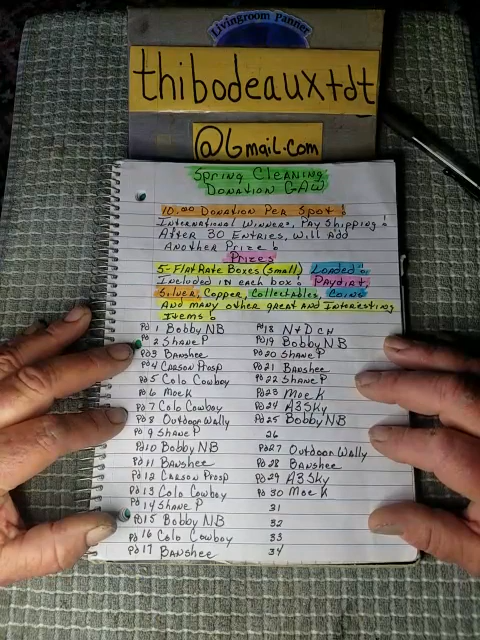 Livingroom Panner
thibodeauxtdt
@Gmail.com
Spring Cleaning
Donation GAW
10.00 Donation Per Spot!
International Winners, Pay Shipping!
After 30 Entries, will add
Another Prize!
Prizes
5-Flat Rate Boxes (small) Loaded!
Included in each box! Paydirt,
Silver, Copper, Collectables, Coins
And many other great and Interesting
Items!
Pd 1 Bobby NB
Pd 2 Shane P
Pd 3 Banshee
Pd 4 Carson Prosp
Pd 5 Colo Cowboy
Pd 6 Moe K
Pd 7 Colo Cowboy
Pd 8 Outdoor Wally
Pd 9 Shane P
Pd 10 Bobby NB
Pd 11 Banshee
Pd 12 Carson Prosp
Pd 13 Colo Cowboy
Pd 14 Shane P
Pd 15 Bobby NB
Pd 16 Colo Cowboy
Pd 17 Banshee
Pd 18 N+D CH
Pd 19 Bobby NB
Pd 20 Shane P
Pd 21 Banshee
Pd 22 Shane P
Pd 23 Moe K
Pd 24 A3Sky
Pd 25 Bobby NB
26
Pd 27 Outdoor Wally
Pd 28 Banshee
Pd 29 A3Sky
Pd 30 Moe K
31
32
33
34